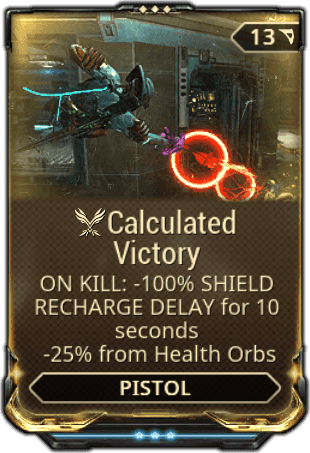 13
Calculated
Victory
ON KILL: -100% SHIELD
RECHARGE DELAY for 10
seconds
-25% from Health Orbs
PISTOL